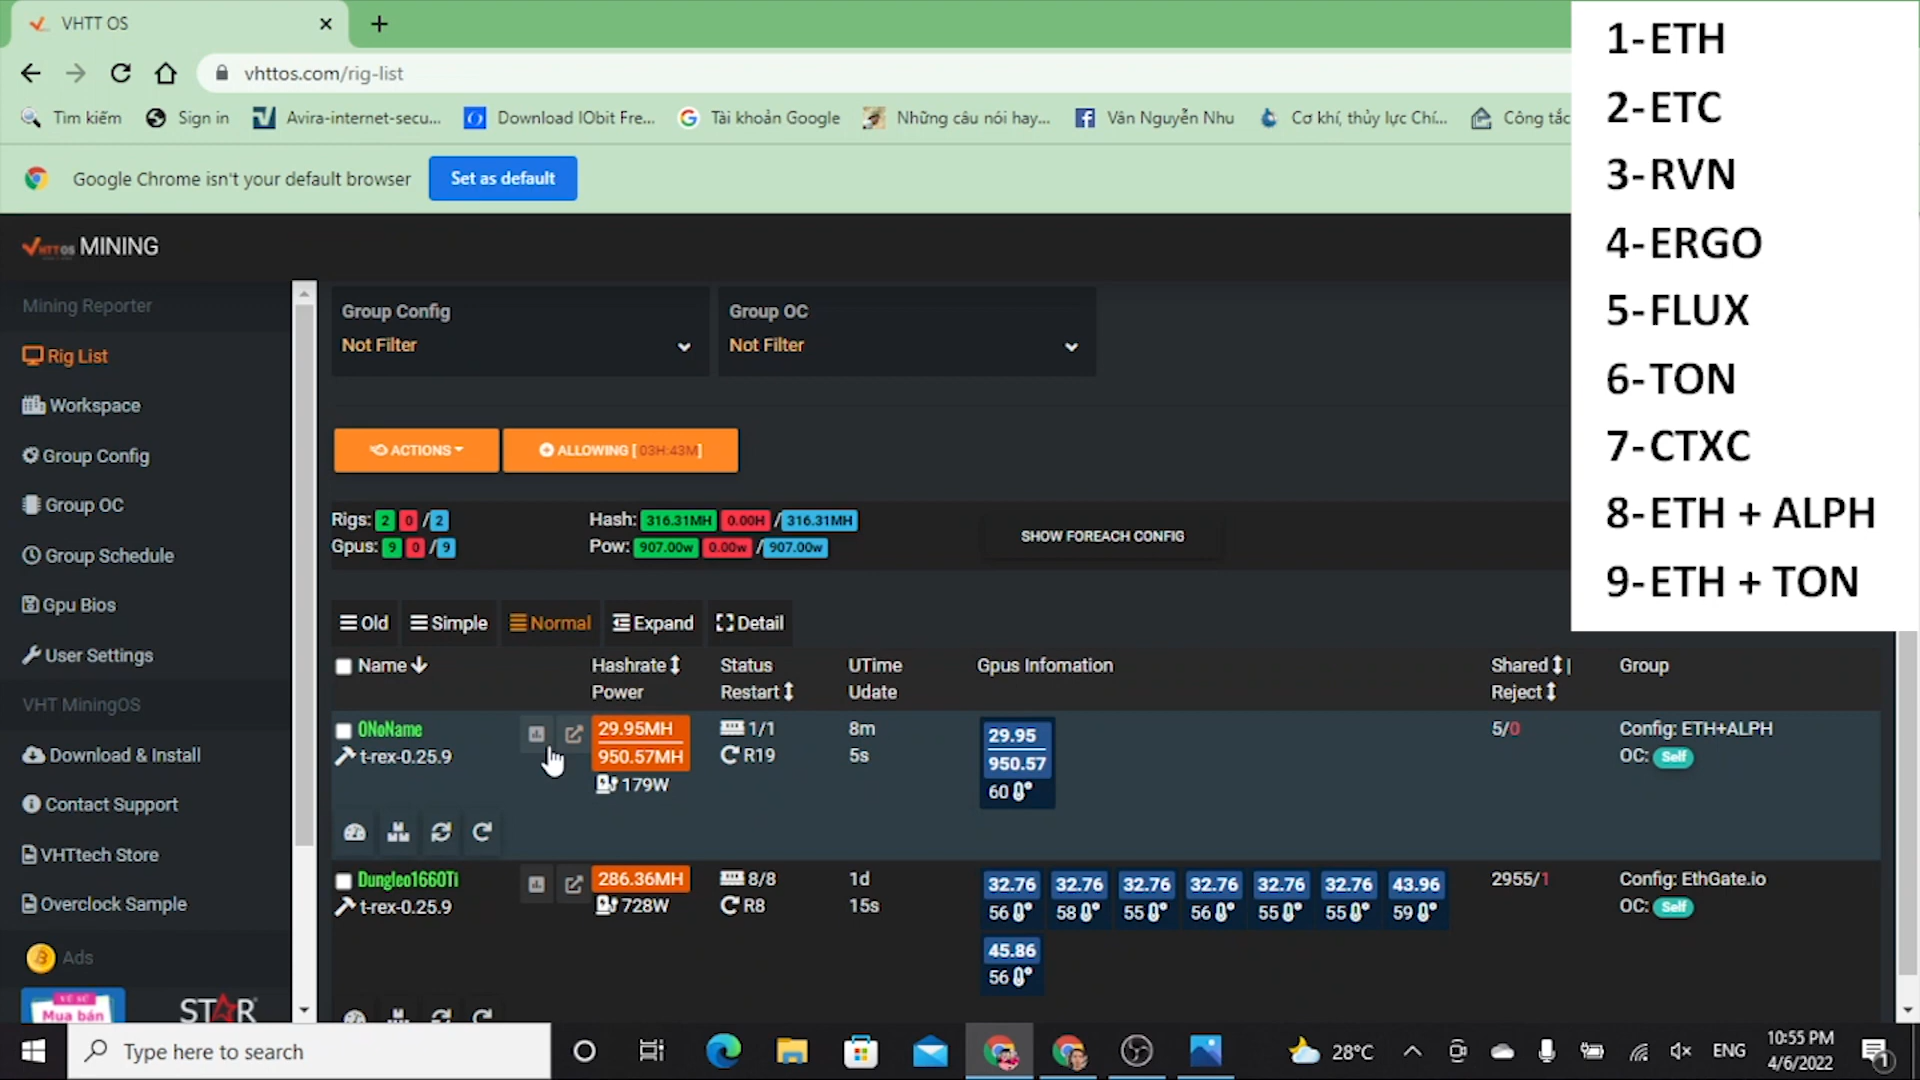 VHTT OS
vhttos.com/rig-list
Tìm kiếm
Sign in
Avira-internet-secu...
Download IObit Fre...
Tài khoản Google
Những câu nói hay...
Vân Nguyễn Nhu
Cơ khí, thủy lực Chí...
Công tắc
Google Chrome isn't your default browser
Set as default
1-ETH
2-ETC
3-RVN
4-ERGO
5-FLUX
6-TON
7-CTXC
8-ETH + ALPH
9-ETH + TON
VHTT OS MINING
Mining Reporter
Rig List
Workspace
Group Config
Group OC
Group Schedule
Gpu Bios
User Settings
VHT MiningOS
Download & Install
Contact Support
VHTtech Store
Overclock Sample
Ads
Mua bán
STAR
Group Config
Not Filter
Group OC
Not Filter
ACTIONS
ALLOWING [03H:43M]
Rigs: 2 0 /2
Gpus: 9 0 /9
Hash: 316.31MH 0.00H /316.31MH
Pow: 907.00w 0.00w /907.00w
SHOW FOREACH CONFIG
Old Simple Normal Expand Detail
Name
Hashrate
Power
Status
Restart
UTime
Udate
Gpus Infomation
Shared |
Reject
Group
0NoName
t-rex-0.25.9
29.95MH
950.57MH
179W
1/1
R19
8m
5s
29.95
950.57
60
5/0
Config: ETH+ALPH
OC: Self
Dungleo1660Ti
t-rex-0.25.9
286.36MH
728W
8/8
R8
1d
15s
32.76 32.76 32.76 32.76 32.76 32.76 43.96
56 58 55 56 55 55 59
45.86
56
2955/1
Config: EthGate.io
OC: Self
Type here to search
28°C
ENG
10:55 PM
4/6/2022
1